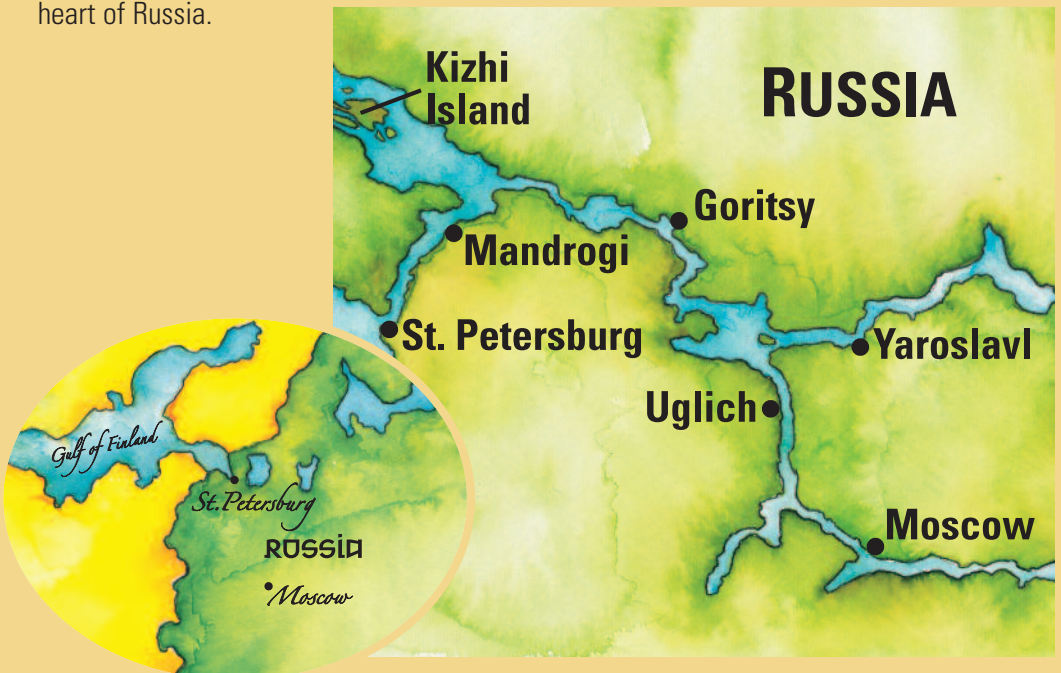 heart of Russia.
Kizhi
Island
RUSSIA
Goritsy
Mandrogi
St. Petersburg
Yaroslavl
Uglich
Moscow
Gulf of Finland
St. Petersburg
RUSSIA
Moscow